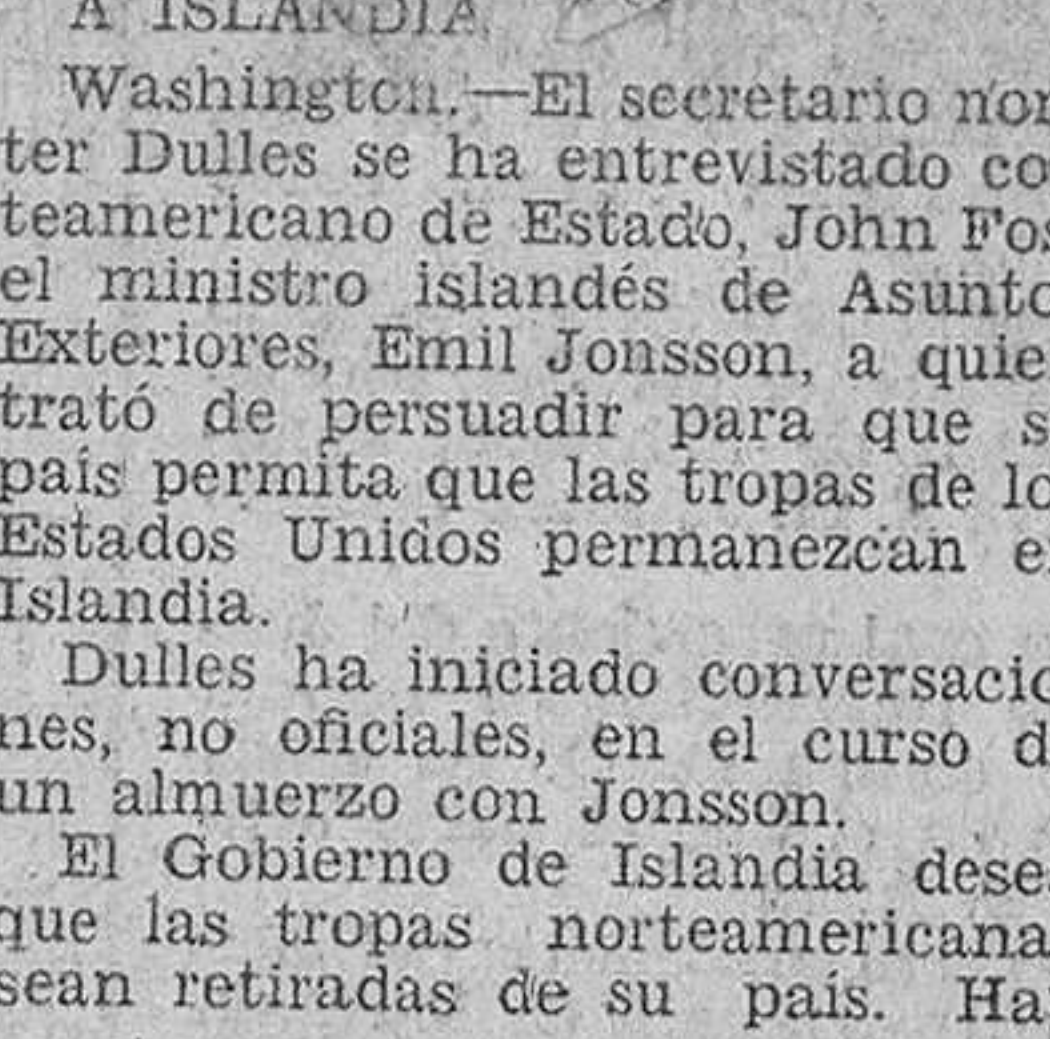 A ISLANDIA
Washington.—El secretario nor
ter Dulles se ha entrevistado co
teamericano de Estado, John Fos
el ministro islandés de Asunto
Exteriores, Emil Jonsson, a quie
trató de persuadir para que s
país permita que las tropas de lo
Estados Unidos permanezcan e
Islandia.
Dulles ha iniciado conversacio
nes, no oficiales, en el curso d
un almuerzo con Jonsson.
El Gobierno de Islandia dese
que las tropas norteamericana
sean retiradas de su país. Ha